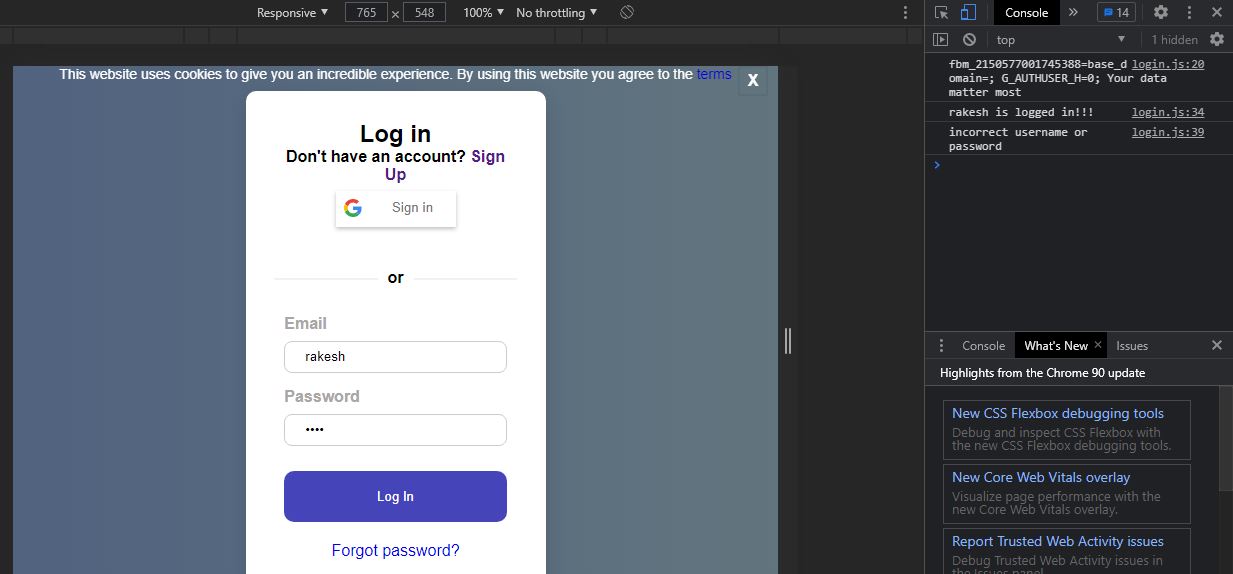 Responsive ▼ 765 × 548 100% ▼ No throttling ▼
Console » 14
top ▼ 1 hidden
This website uses cookies to give you an incredible experience. By using this website you agree to the terms
X
Log in
Don't have an account? Sign
Up
Sign in
or
Email
rakesh
Password
••••
Log In
Forgot password?
fbm_2150577001745388=base_d login.js:20
omain=; G_AUTHUSER_H=0; Your data
matter most
rakesh is logged in!!! login.js:34
incorrect username or login.js:39
password
Console What's New × Issues
Highlights from the Chrome 90 update
New CSS Flexbox debugging tools
Debug and inspect CSS Flexbox with
the new CSS Flexbox debugging tools.
New Core Web Vitals overlay
Visualize page performance with the
new Core Web Vitals overlay.
Report Trusted Web Activity issues
Debug Trusted Web Activity issues in
the Issues panel.